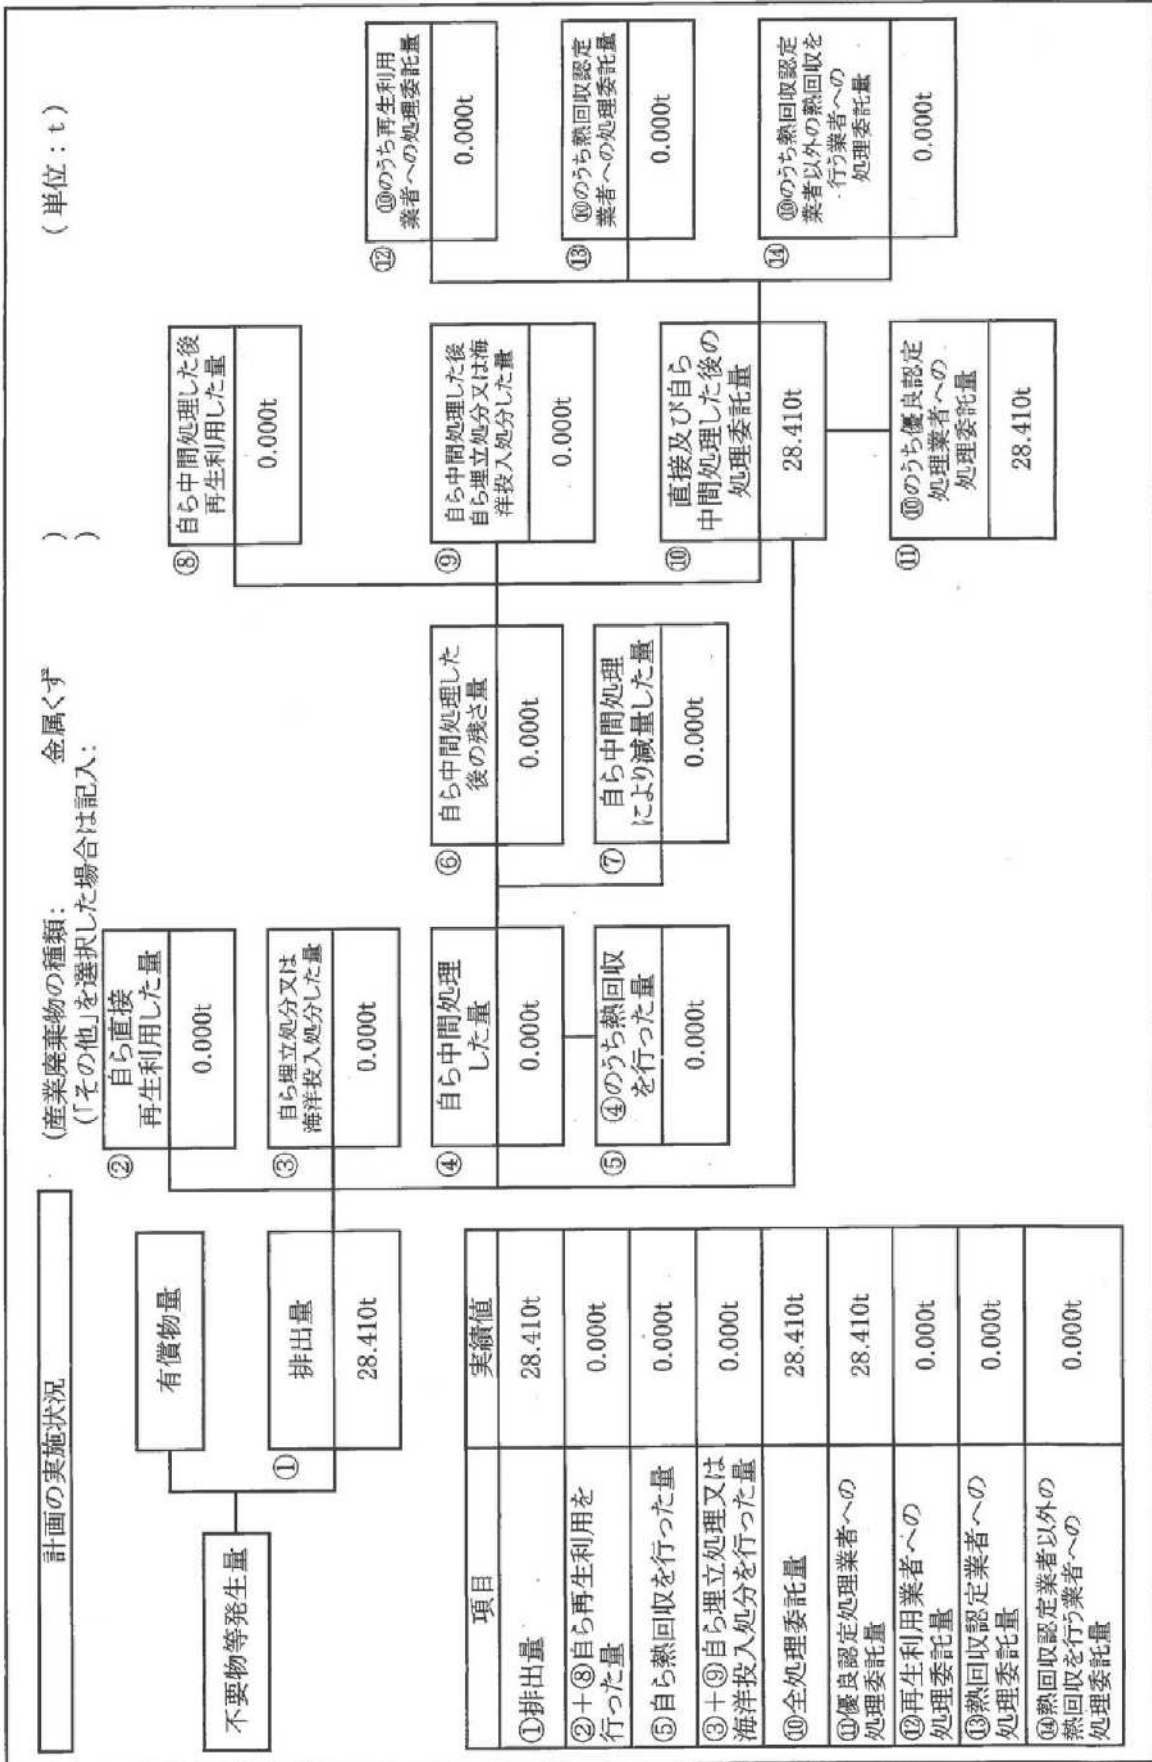 計画の実施状況
(産業廃棄物の種類: 金属くず )
(「その他」を選択した場合は記入: )
(単位:t)
不要物等発生量
有償物量
①
排出量
28.410t
②
自ら直接
再生利用した量
0.000t
③
自ら埋立処分又は
海洋投入処分した量
0.000t
④
自ら中間処理
した量
0.000t
⑤
④のうち熱回収
を行った量
0.000t
⑥
自ら中間処理した
後の残さ量
0.000t
⑦
自ら中間処理
により減量した量
0.000t
⑧
自ら中間処理した後
再生利用した量
0.000t
⑨
自ら中間処理した後
自ら埋立処分又は海
洋投入処分した量
0.000t
⑩
直接及び自ら
中間処理した後の
処理委託量
28.410t
⑪
⑩のうち優良認定
処理業者への
処理委託量
28.410t
⑫
⑩のうち再生利用
業者への処理委託量
0.000t
⑬
⑩のうち熱回収認定
業者への処理委託量
0.000t
⑭
⑩のうち熱回収認定
業者以外の熱回収を
行う業者への
処理委託量
0.000t
項目 実績値
①排出量 28.410t
②+⑧自ら再生利用を
行った量 0.000t
⑤自ら熱回収を行った量 0.000t
③+⑨自ら埋立処理又は
海洋投入処分を行った量 0.000t
⑩全処理委託量 28.410t
⑪優良認定処理業者への
処理委託量 28.410t
⑫再生利用業者への
処理委託量 0.000t
⑬熱回収認定業者への
処理委託量 0.000t
⑭熱回収認定業者以外の
熱回収を行う業者への
処理委託量 0.000t